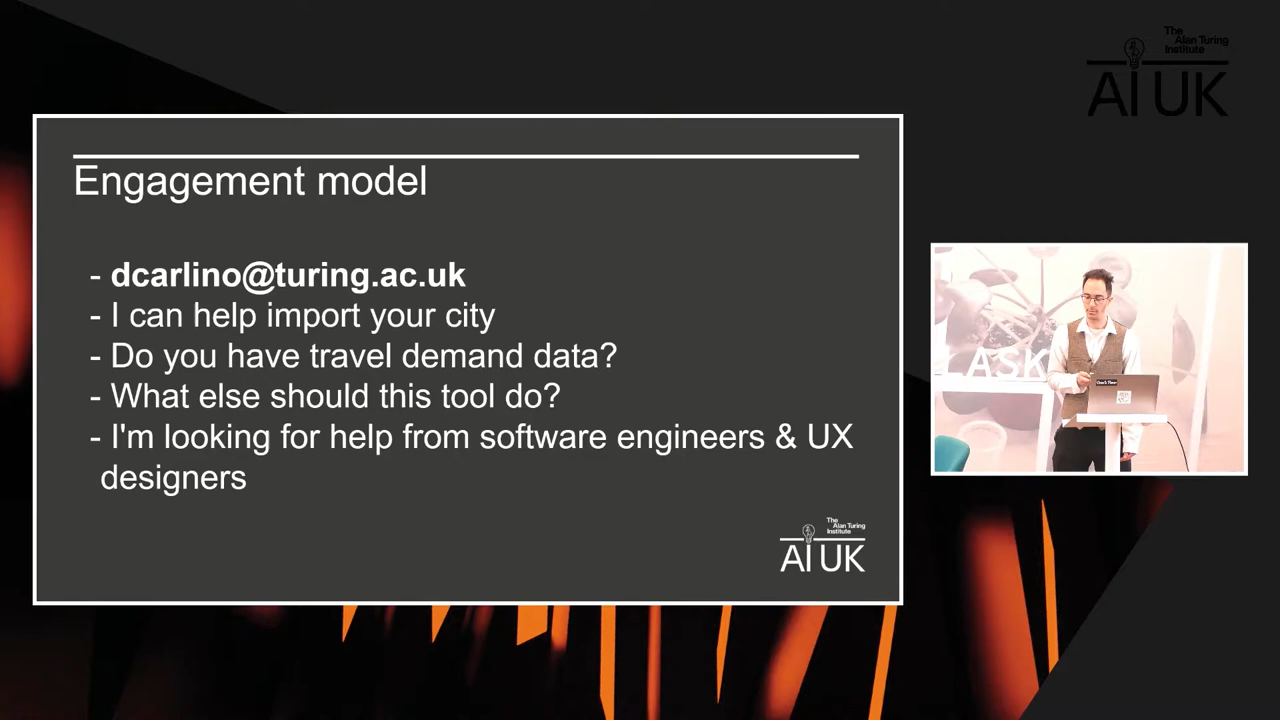 The
Alan Turing
Institute
AI UK
Engagement model
- dcarlino@turing.ac.uk
- I can help import your city
- Do you have travel demand data?
- What else should this tool do?
- I'm looking for help from software engineers & UX
designers
The
Alan Turing
Institute
AI UK
LASK